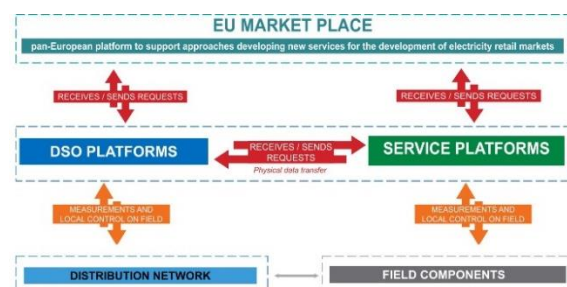 EU MARKET PLACE
pan-European platform to support approaches developing new services for the development of electricity retail markets
RECEIVES / SENDS REQUESTS
RECEIVES / SENDS REQUESTS
DSO PLATFORMS
RECEIVES / SENDS
REQUESTS
Physical data transfer
SERVICE PLATFORMS
MEASUREMENTS AND
LOCAL CONTROL ON FIELD
MEASUREMENTS AND
LOCAL CONTROL ON FIELD
DISTRIBUTION NETWORK
FIELD COMPONENTS